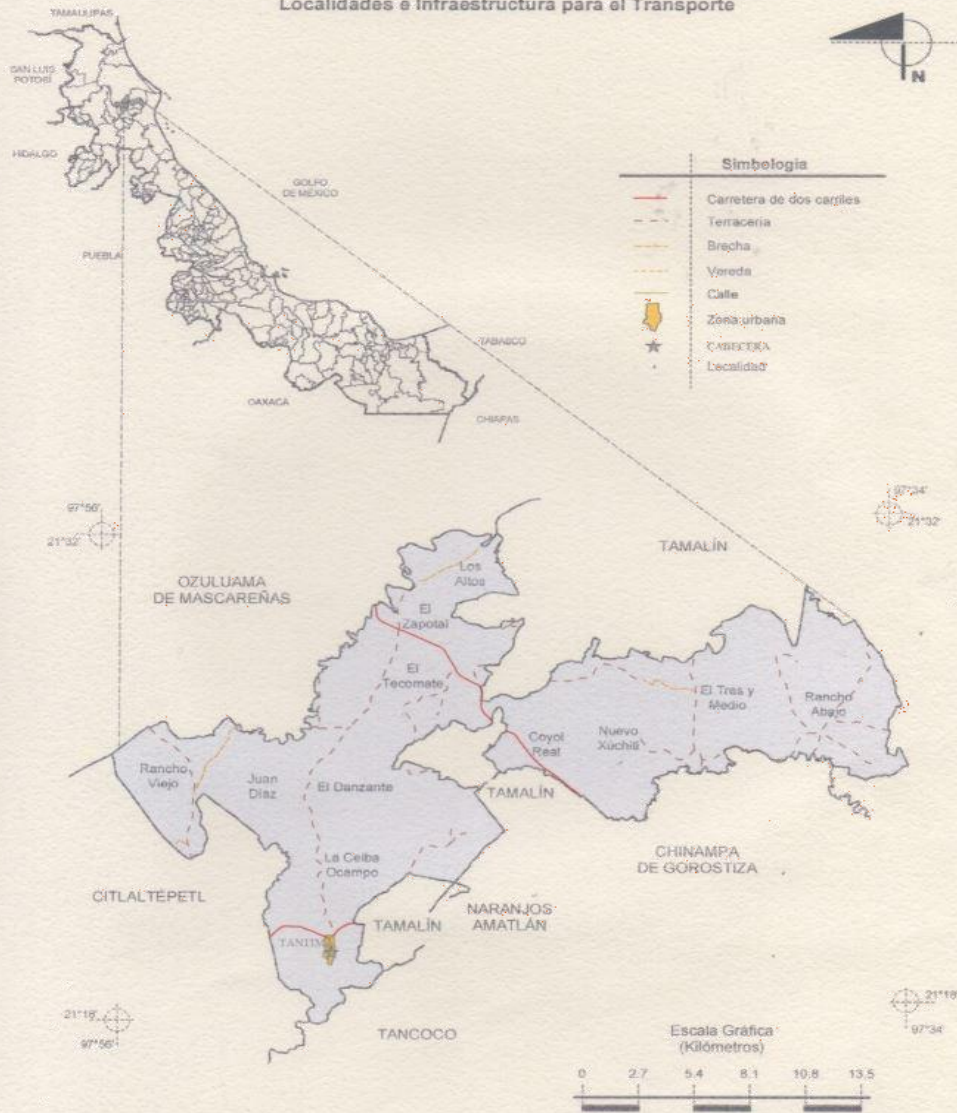 Localidades e Infraestructura para el Transporte
TAMAULIPAS
SAN LUIS
POTOSÍ
HIDALGO
GOLFO
DE MÉXICO
PUEBLA
TABASCO
OAXACA
CHIAPAS
N
Simbología
Carretera de dos carriles
Terracería
Brecha
Vereda
Calle
Zona urbana
CABECERA
Localidad
97°56'
21°32'
97°34'
21°32'
OZULUAMA
DE MASCAREÑAS
TAMALÍN
Los
Altos
El
Zapotal
El
Tecomate
El Tres y
Medio
Rancho
Abajo
Coyol
Real
Nuevo
Xúchitl
Rancho
Viejo
Juan
Díaz
El Danzante
TAMALÍN
La Ceiba
Ocampo
CHINAMPA
DE GOROSTIZA
CITLALTÉPETL
TAMALÍN
NARANJOS
AMATLÁN
TANCOCO
21°18'
97°56'
21°18'
97°34'
Escala Gráfica
(Kilómetros)
0 2.7 5.4 8.1 10.8 13.5